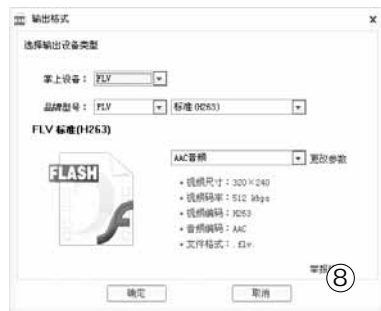 输出格式 x
选择输出设备类型
掌上设备： FLV
品牌型号： FLV 标准(H263)
FLV 标准(H263)
AAC音频 更改参数
FLASH
• 视频尺寸：320×240
• 视频码率：512 kbps
• 视频编码：H263
• 音频编码：AAC
• 文件格式：.flv
⑧
确定 取消